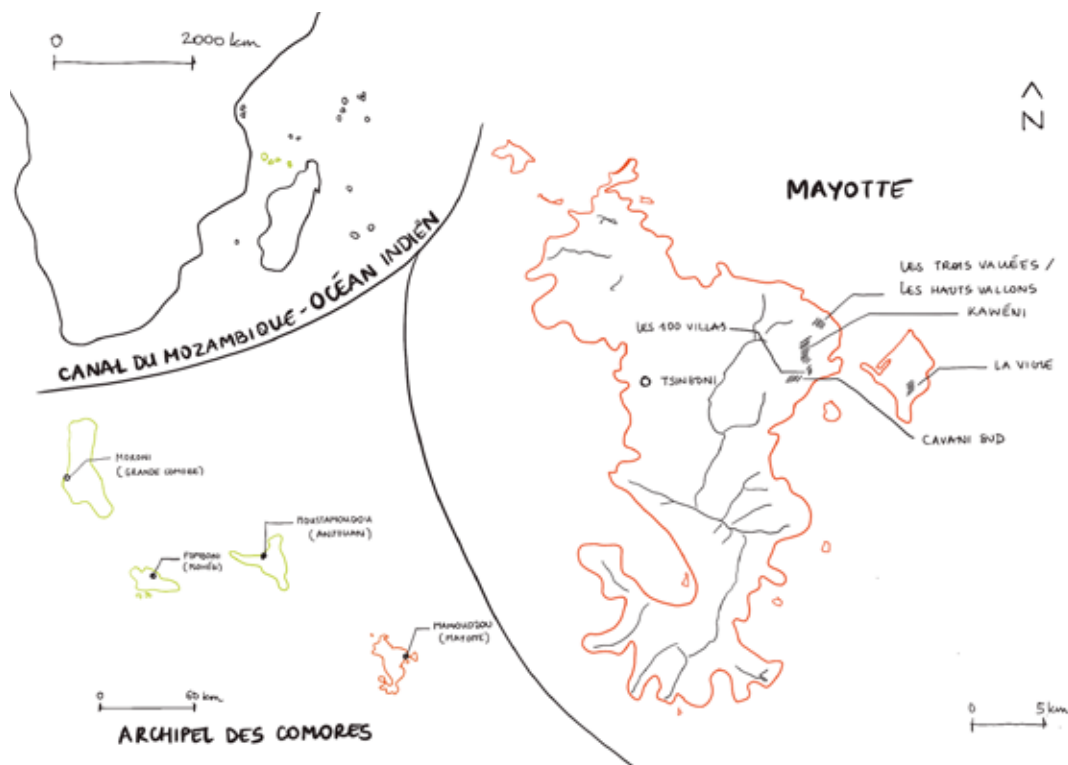 0 2000 km
CANAL DU MOZAMBIQUE - OCÉAN INDIEN
MORONI
(GRANDE COMORE)
MOUSTAMOUDOU
(ANJOUAN)
FOMBONI
(MOHÉLI)
MAMOUDZOU
(MAYOTTE)
0 60 km
ARCHIPEL DES COMORES
N
MAYOTTE
LES TROIS VALLÉES /
LES HAUTS VALLONS
KAWÉNI
LES 100 VILLAS
TSINGONI
LA VIGIE
CAVANI SUD
0 5 km